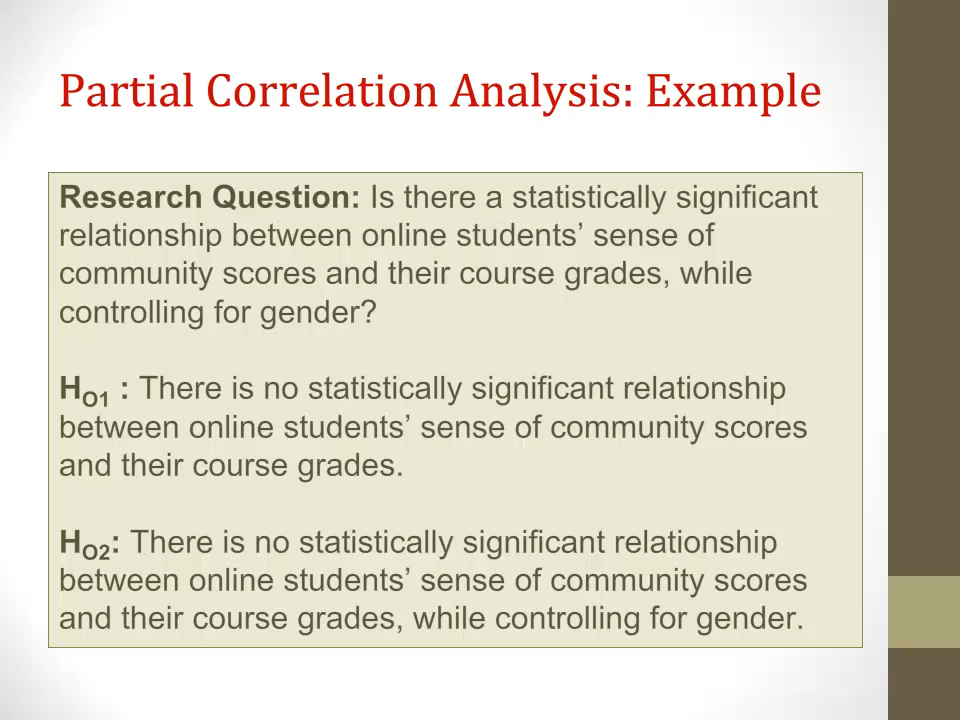 Partial Correlation Analysis: Example
Research Question: Is there a statistically significant
relationship between online students’ sense of
community scores and their course grades, while
controlling for gender?
HO1 : There is no statistically significant relationship
between online students’ sense of community scores
and their course grades.
HO2: There is no statistically significant relationship
between online students’ sense of community scores
and their course grades, while controlling for gender.